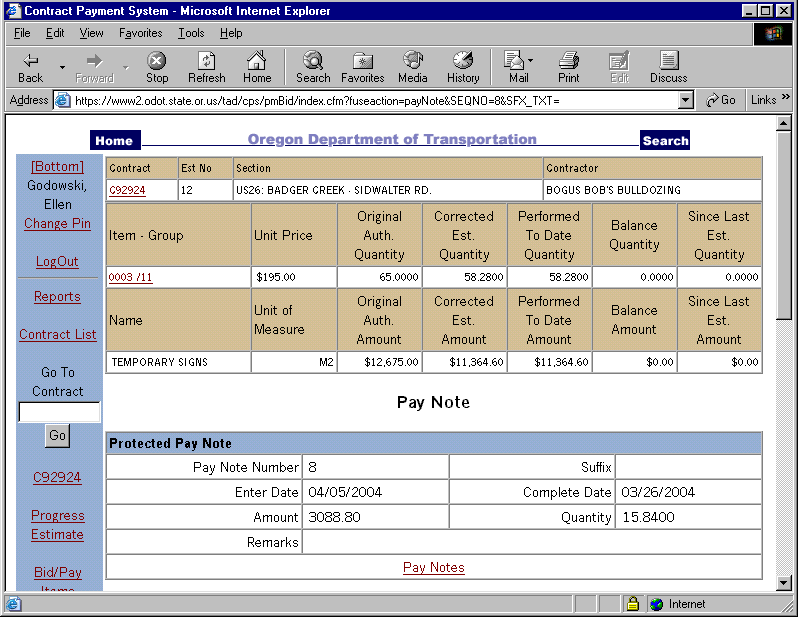 Contract Payment System - Microsoft Internet Explorer
File Edit View Favorites Tools Help
Back Forward Stop Refresh Home Search Favorites Media History Mail Print Edit Discuss
Address https://www2.odot.state.or.us/tad/cps/pmBid/index.cfm?fuseaction=payNote&SEQNO=8&SFX_TXT= Go Links »
Home Oregon Department of Transportation Search
[Bottom]
Godowski,
Ellen
Change Pin
LogOut
Reports
Contract List
Go To
Contract
Go
C92924
Progress
Estimate
Bid/Pay
Items
Contract Est No Section Contractor
C92924 12 US26: BADGER CREEK - SIDWALTER RD. BOGUS BOB'S BULLDOZING
Item - Group Unit Price Original Auth. Quantity Corrected Est. Quantity Performed To Date Quantity Balance Quantity Since Last Est. Quantity
0003 /11 $195.00 65.0000 58.2800 58.2800 0.0000 0.0000
Name Unit of Measure Original Auth. Amount Corrected Est. Amount Performed To Date Amount Balance Amount Since Last Est. Amount
TEMPORARY SIGNS M2 $12,675.00 $11,364.60 $11,364.60 $0.00 $0.00
Pay Note
Protected Pay Note
Pay Note Number 8 Suffix
Enter Date 04/05/2004 Complete Date 03/26/2004
Amount 3088.80 Quantity 15.8400
Remarks
Pay Notes
Internet